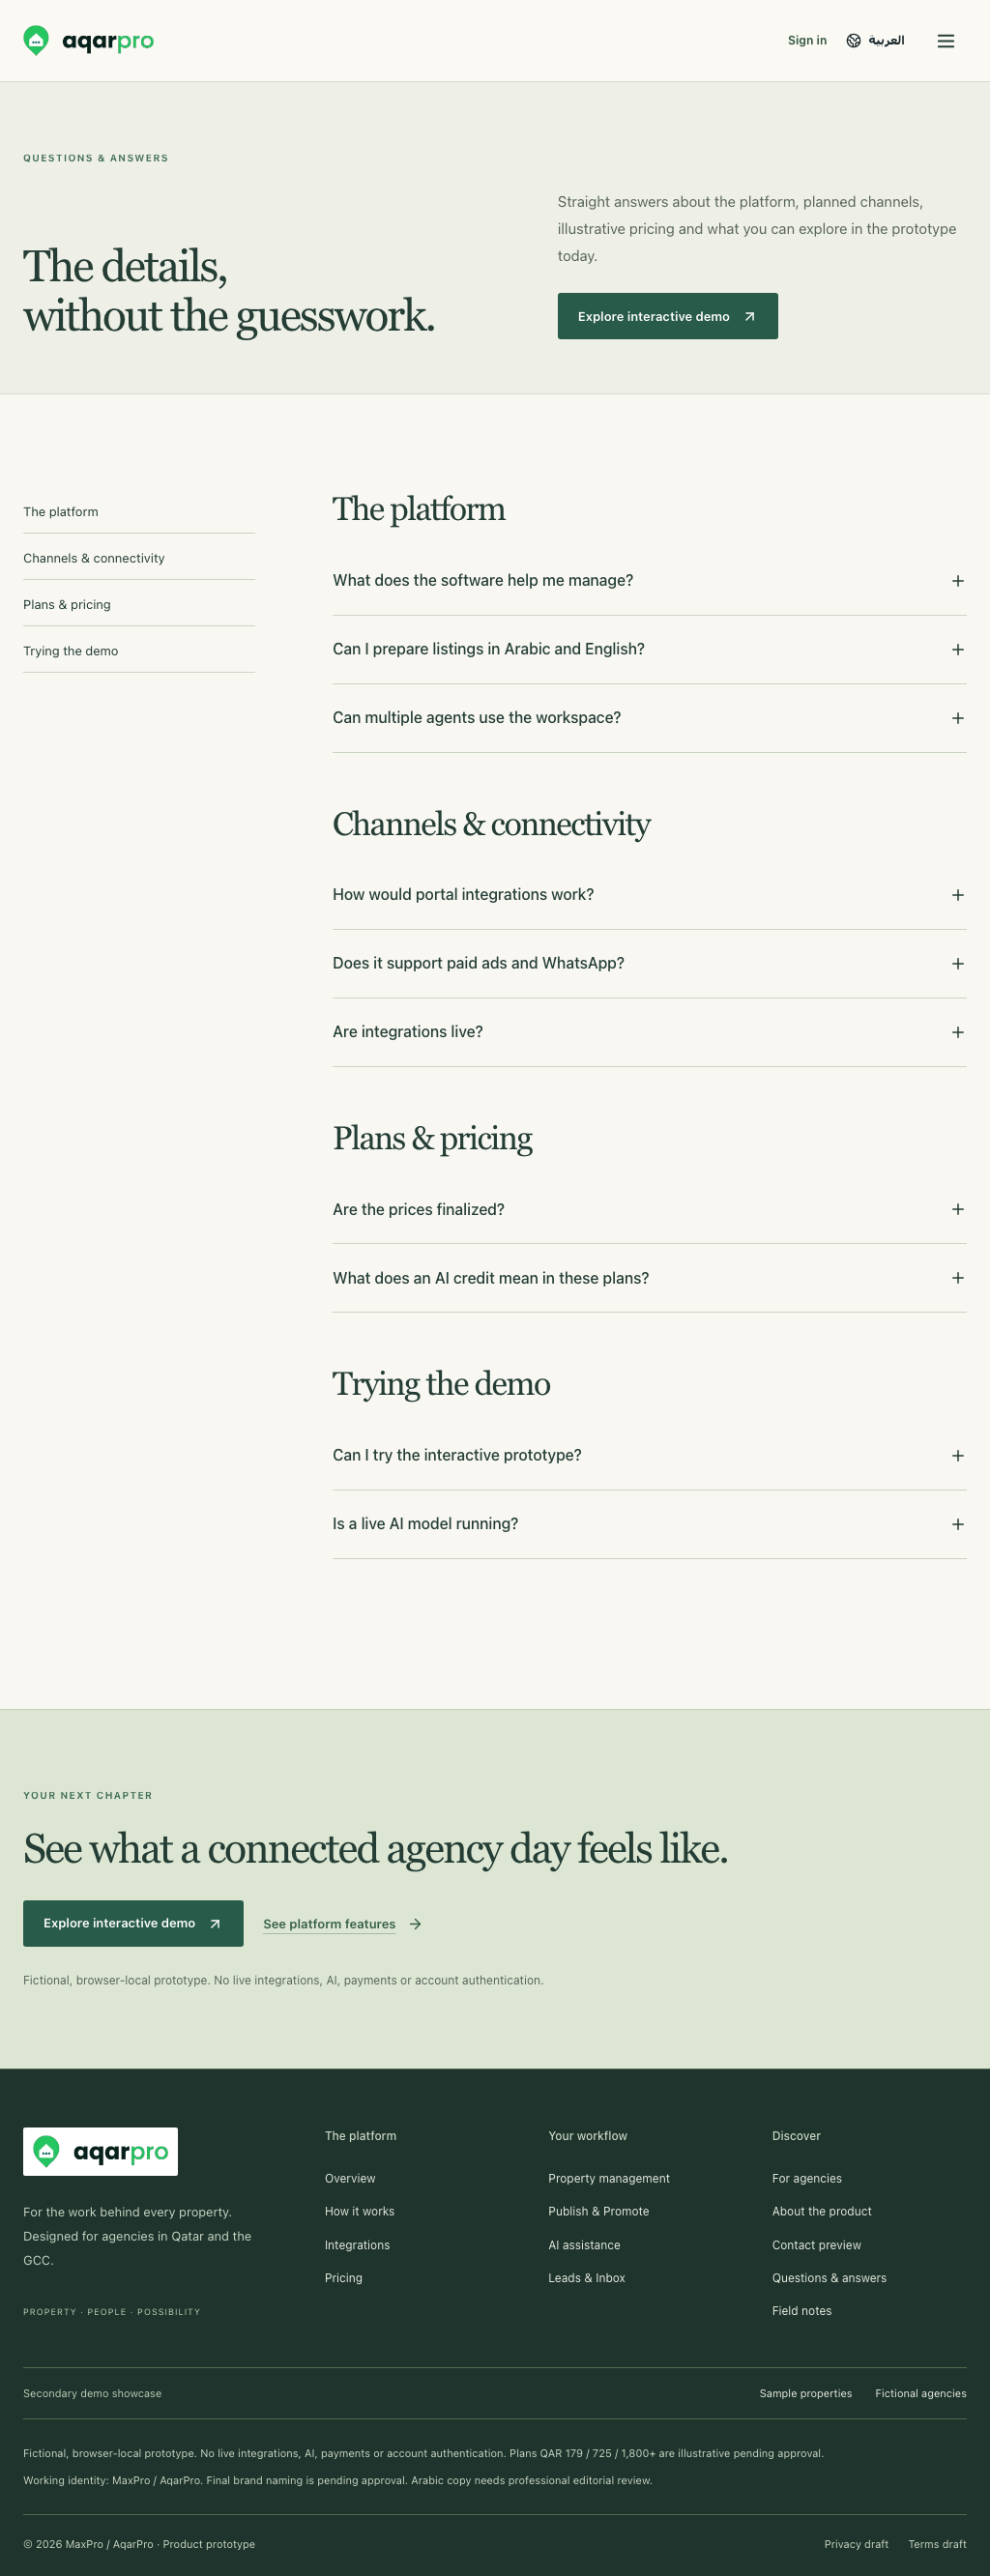 aqarpro
Sign in
العربية
QUESTIONS & ANSWERS
The details,
without the guesswork.
Straight answers about the platform, planned channels,
illustrative pricing and what you can explore in the prototype
today.
Explore interactive demo
The platform
Channels & connectivity
Plans & pricing
Trying the demo
The platform
What does the software help me manage?
Can I prepare listings in Arabic and English?
Can multiple agents use the workspace?
Channels & connectivity
How would portal integrations work?
Does it support paid ads and WhatsApp?
Are integrations live?
Plans & pricing
Are the prices finalized?
What does an AI credit mean in these plans?
Trying the demo
Can I try the interactive prototype?
Is a live AI model running?
YOUR NEXT CHAPTER
See what a connected agency day feels like.
Explore interactive demo
See platform features
Fictional, browser-local prototype. No live integrations, AI, payments or account authentication.
aqarpro
For the work behind every property.
Designed for agencies in Qatar and the
GCC.
PROPERTY · PEOPLE · POSSIBILITY
The platform
Overview
How it works
Integrations
Pricing
Your workflow
Property management
Publish & Promote
AI assistance
Leads & Inbox
Discover
For agencies
About the product
Contact preview
Questions & answers
Field notes
Secondary demo showcase
Sample properties
Fictional agencies
Fictional, browser-local prototype. No live integrations, AI, payments or account authentication. Plans QAR 179 / 725 / 1,800+ are illustrative pending approval.
Working identity: MaxPro / AqarPro. Final brand naming is pending approval. Arabic copy needs professional editorial review.
© 2026 MaxPro / AqarPro · Product prototype
Privacy draft
Terms draft